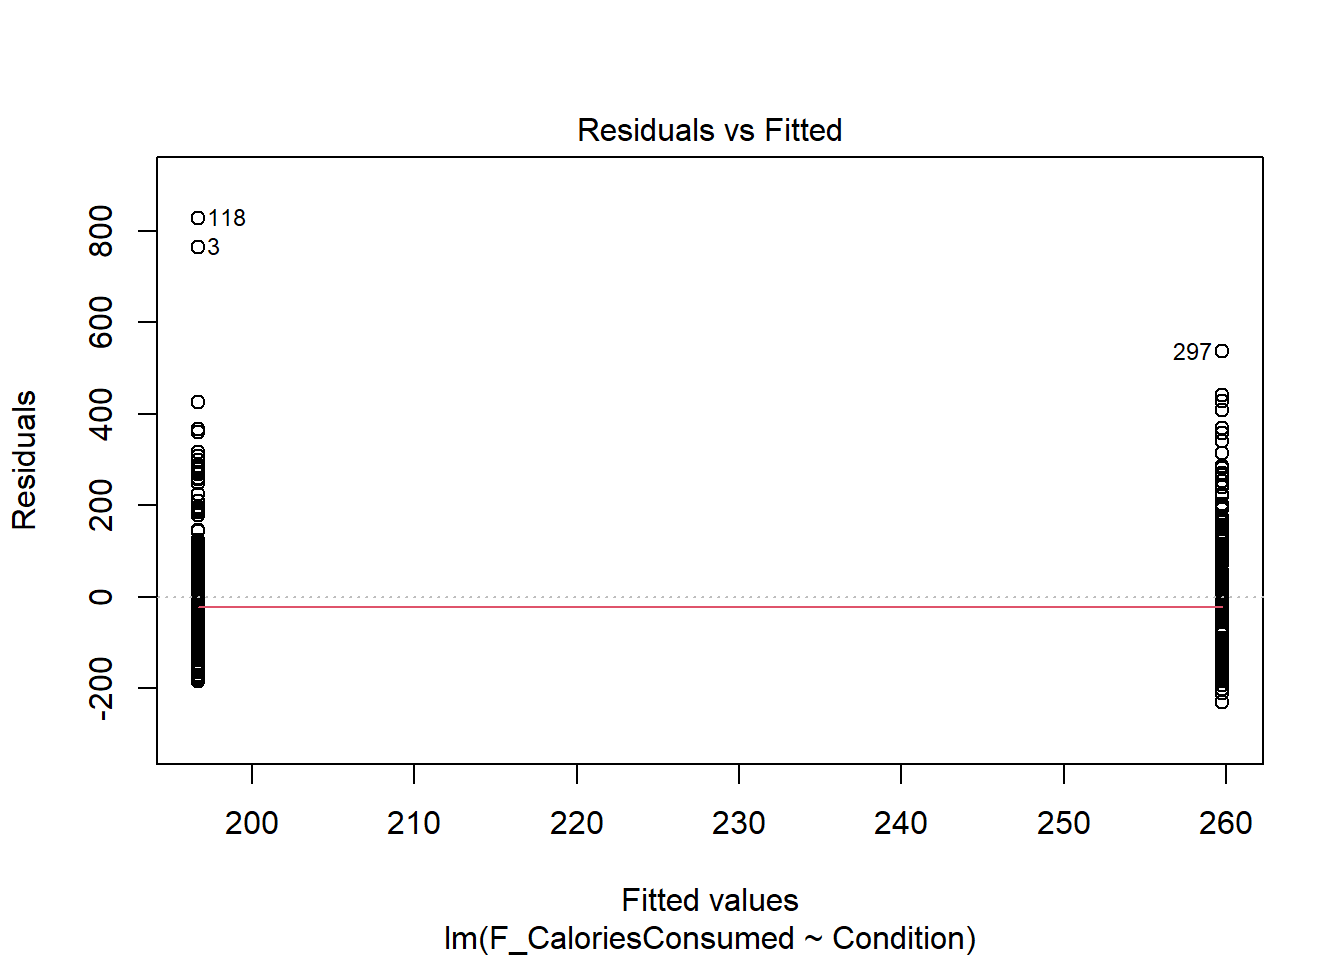 Residuals vs Fitted
Residuals
800
600
400
200
0
-200
118
3
297
200 210 220 230 240 250 260
Fitted values
lm(F_CaloriesConsumed ~ Condition)